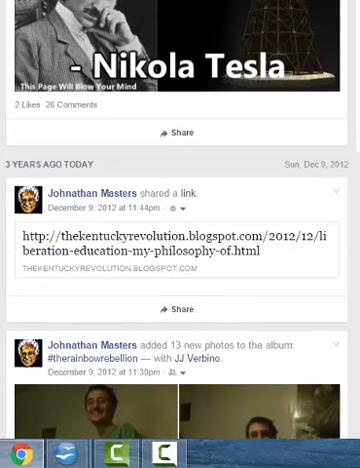 - Nikola Tesla
This Page Will Blow Your Mind
2 Likes 26 Comments
Share
3 YEARS AGO TODAY
Sun, Dec 9, 2012
Johnathan Masters shared a link.
December 9, 2012 at 11:44pm ·
http://thekentuckyrevolution.blogspot.com/2012/12/li
beration-education-my-philosophy-of.html
THEKENTUCKYREVOLUTION.BLOGSPOT.COM
Share
Johnathan Masters added 13 new photos to the album:
#therainbowrebellion — with JJ Verbino.
December 9, 2012 at 11:30pm ·